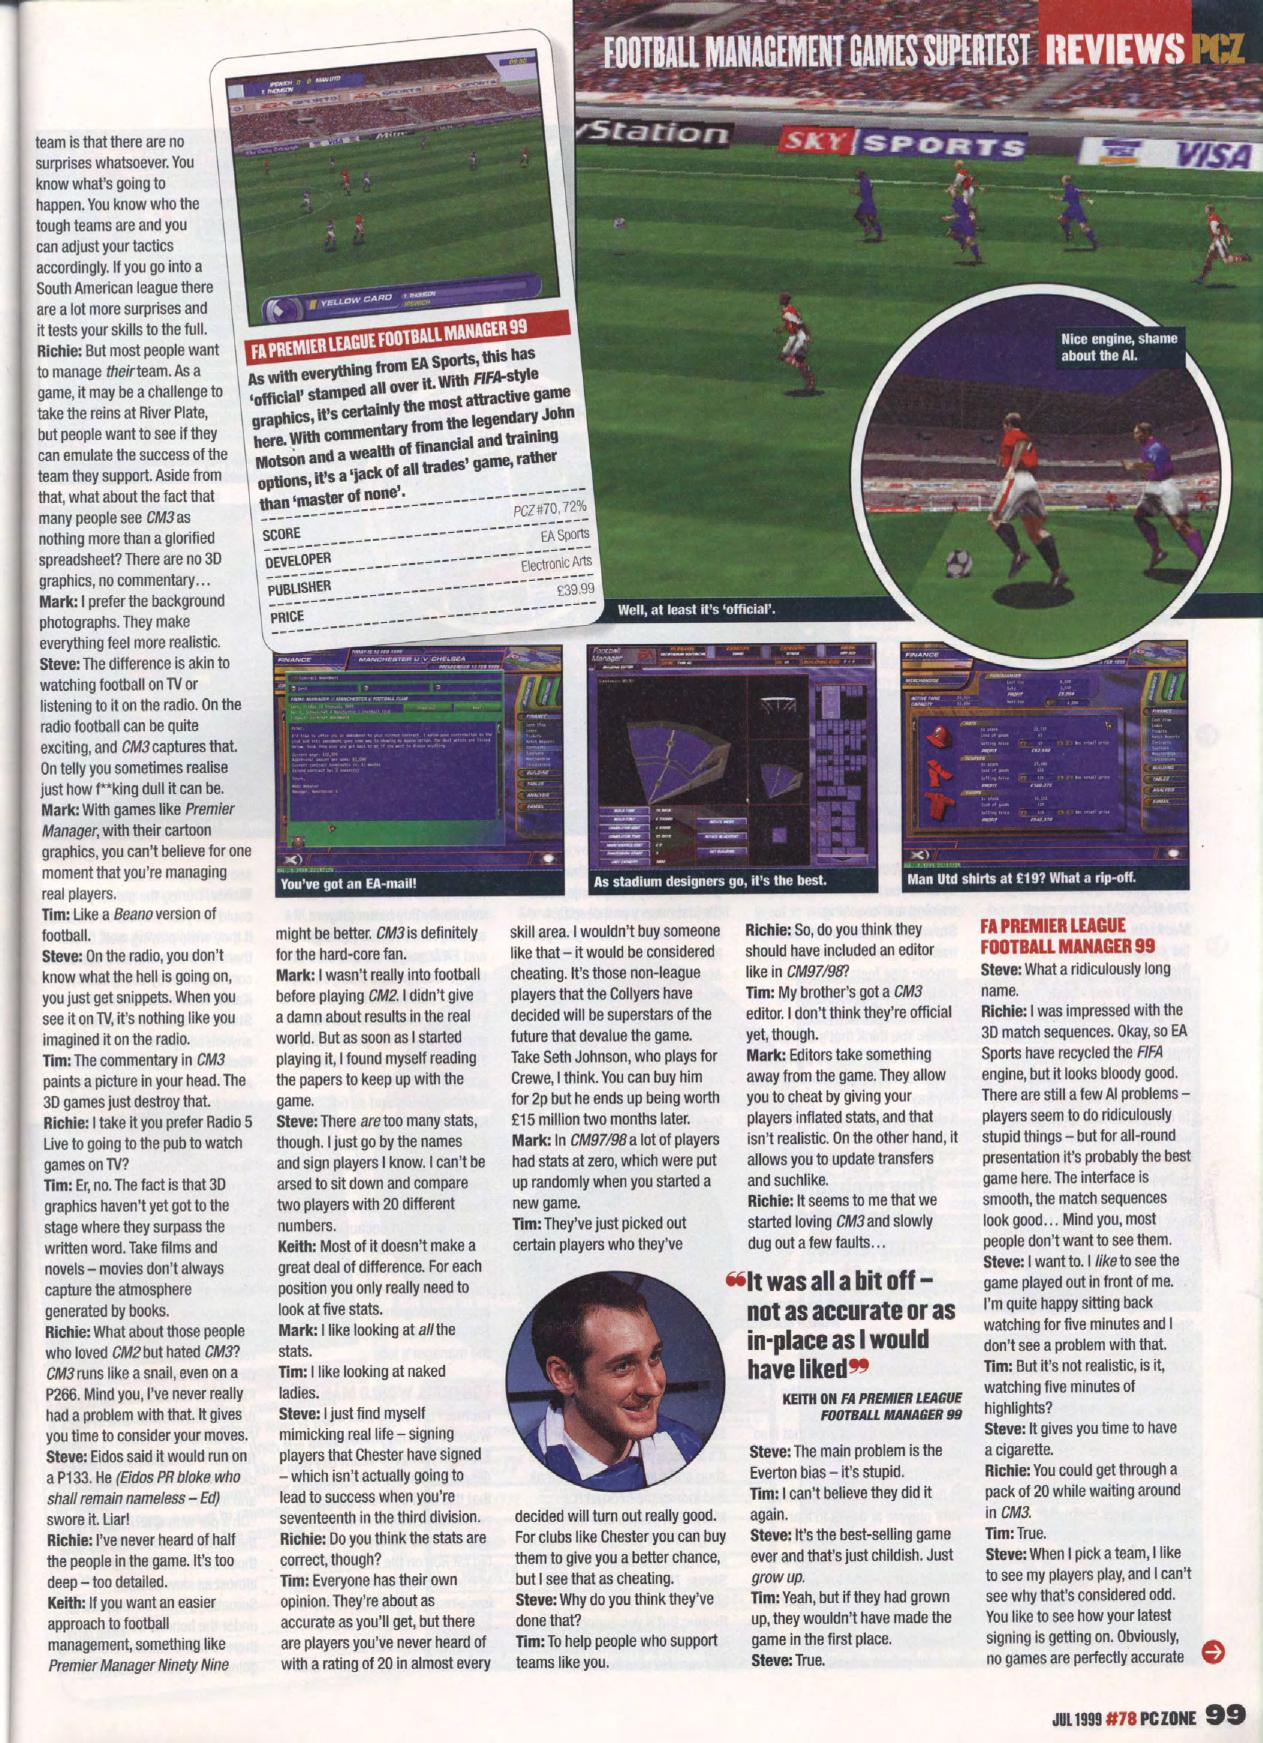 FOOTBALL MANAGEMENT GAMES SUPERTEST REVIEWS PCZ
team is that there are no
surprises whatsoever. You
know what's going to
happen. You know who the
tough teams are and you
can adjust your tactics
accordingly. If you go into a
South American league there
are a lot more surprises and
it tests your skills to the full.
Richie: But most people want
to manage their team. As a
game, it may be a challenge to
take the reins at River Plate,
but people want to see if they
can emulate the success of the
team they support. Aside from
that, what about the fact that
many people see CM3 as
nothing more than a glorified
spreadsheet? There are no 3D
graphics, no commentary...
Mark: I prefer the background
photographs. They make
everything feel more realistic.
Steve: The difference is akin to
watching football on TV or
listening to it on the radio. On the
radio football can be quite
exciting, and CM3 captures that.
On telly you sometimes realise
just how f**king dull it can be.
Mark: With games like Premier
Manager, with their cartoon
graphics, you can't believe for one
moment that you're managing
real players.
Tim: Like a Beano version of
football.
Steve: On the radio, you don't
know what the hell is going on,
you just get snippets. When you
see it on TV, it's nothing like you
imagined it on the radio.
Tim: The commentary in CM3
paints a picture in your head. The
3D games just destroy that.
Richie: I take it you prefer Radio 5
Live to going to the pub to watch
games on TV?
Tim: Er, no. The fact is that 3D
graphics haven't yet got to the
stage where they surpass the
written word. Take films and
novels – movies don't always
capture the atmosphere
generated by books.
Richie: What about those people
who loved CM2 but hated CM3?
CM3 runs like a snail, even on a
P266. Mind you, I've never really
had a problem with that. It gives
you time to consider your moves.
Steve: Eidos said it would run on
a P133. He (Eidos PR bloke who
shall remain nameless – Ed)
swore it. Liar!
Richie: I've never heard of half
the people in the game. It's too
deep – too detailed.
Keith: If you want an easier
approach to football
management, something like
Premier Manager Ninety Nine
IPSWICH 0 0 MAN UTD
T. THOMSON
EA SPORTS
VISA
YELLOW CARD T. THOMSON
IPSWICH
FA PREMIER LEAGUE FOOTBALL MANAGER 99
As with everything from EA Sports, this has
'official' stamped all over it. With FIFA-style
graphics, it's certainly the most attractive game
here. With commentary from the legendary John
Motson and a wealth of financial and training
options, it's a 'jack of all trades' game, rather
than 'master of none'.
SCORE PCZ #70, 72%
DEVELOPER EA Sports
PUBLISHER Electronic Arts
PRICE £39.99
yStation
SKY SPORTS
VISA
Nice engine, shame
about the AI.
Well, at least it's 'official'.
FINANCE
MANCHESTER U V CHELSEA
You've got an EA-mail!
Football
Manager
As stadium designers go, it's the best.
FINANCE
MERCHANDISE
Man Utd shirts at £19? What a rip-off.
might be better. CM3 is definitely
for the hard-core fan.
Mark: I wasn't really into football
before playing CM2. I didn't give
a damn about results in the real
world. But as soon as I started
playing it, I found myself reading
the papers to keep up with the
game.
Steve: There are too many stats,
though. I just go by the names
and sign players I know. I can't be
arsed to sit down and compare
two players with 20 different
numbers.
Keith: Most of it doesn't make a
great deal of difference. For each
position you only really need to
look at five stats.
Mark: I like looking at all the
stats.
Tim: I like looking at naked
ladies.
Steve: I just find myself
mimicking real life – signing
players that Chester have signed
– which isn't actually going to
lead to success when you're
seventeenth in the third division.
Richie: Do you think the stats are
correct, though?
Tim: Everyone has their own
opinion. They're about as
accurate as you'll get, but there
are players you've never heard of
with a rating of 20 in almost every
skill area. I wouldn't buy someone
like that – it would be considered
cheating. It's those non-league
players that the Collyers have
decided will be superstars of the
future that devalue the game.
Take Seth Johnson, who plays for
Crewe, I think. You can buy him
for 2p but he ends up being worth
£15 million two months later.
Mark: In CM97/98 a lot of players
had stats at zero, which were put
up randomly when you started a
new game.
Tim: They've just picked out
certain players who they've
decided will turn out really good.
For clubs like Chester you can buy
them to give you a better chance,
but I see that as cheating.
Steve: Why do you think they've
done that?
Tim: To help people who support
teams like you.
Richie: So, do you think they
should have included an editor
like in CM97/98?
Tim: My brother's got a CM3
editor. I don't think they're official
yet, though.
Mark: Editors take something
away from the game. They allow
you to cheat by giving your
players inflated stats, and that
isn't realistic. On the other hand, it
allows you to update transfers
and suchlike.
Richie: It seems to me that we
started loving CM3 and slowly
dug out a few faults...
“It was all a bit off –
not as accurate or as
in-place as I would
have liked”
KEITH ON FA PREMIER LEAGUE
FOOTBALL MANAGER 99
Steve: The main problem is the
Everton bias – it's stupid.
Tim: I can't believe they did it
again.
Steve: It's the best-selling game
ever and that's just childish. Just
grow up.
Tim: Yeah, but if they had grown
up, they wouldn't have made the
game in the first place.
Steve: True.
FA PREMIER LEAGUE
FOOTBALL MANAGER 99
Steve: What a ridiculously long
name.
Richie: I was impressed with the
3D match sequences. Okay, so EA
Sports have recycled the FIFA
engine, but it looks bloody good.
There are still a few AI problems –
players seem to do ridiculously
stupid things – but for all-round
presentation it's probably the best
game here. The interface is
smooth, the match sequences
look good... Mind you, most
people don't want to see them.
Steve: I want to. I like to see the
game played out in front of me.
I'm quite happy sitting back
watching for five minutes and I
don't see a problem with that.
Tim: But it's not realistic, is it,
watching five minutes of
highlights?
Steve: It gives you time to have
a cigarette.
Richie: You could get through a
pack of 20 while waiting around
in CM3.
Tim: True.
Steve: When I pick a team, I like
to see my players play, and I can't
see why that's considered odd.
You like to see how your latest
signing is getting on. Obviously,
no games are perfectly accurate
JUL 1999 #78 PC ZONE 99